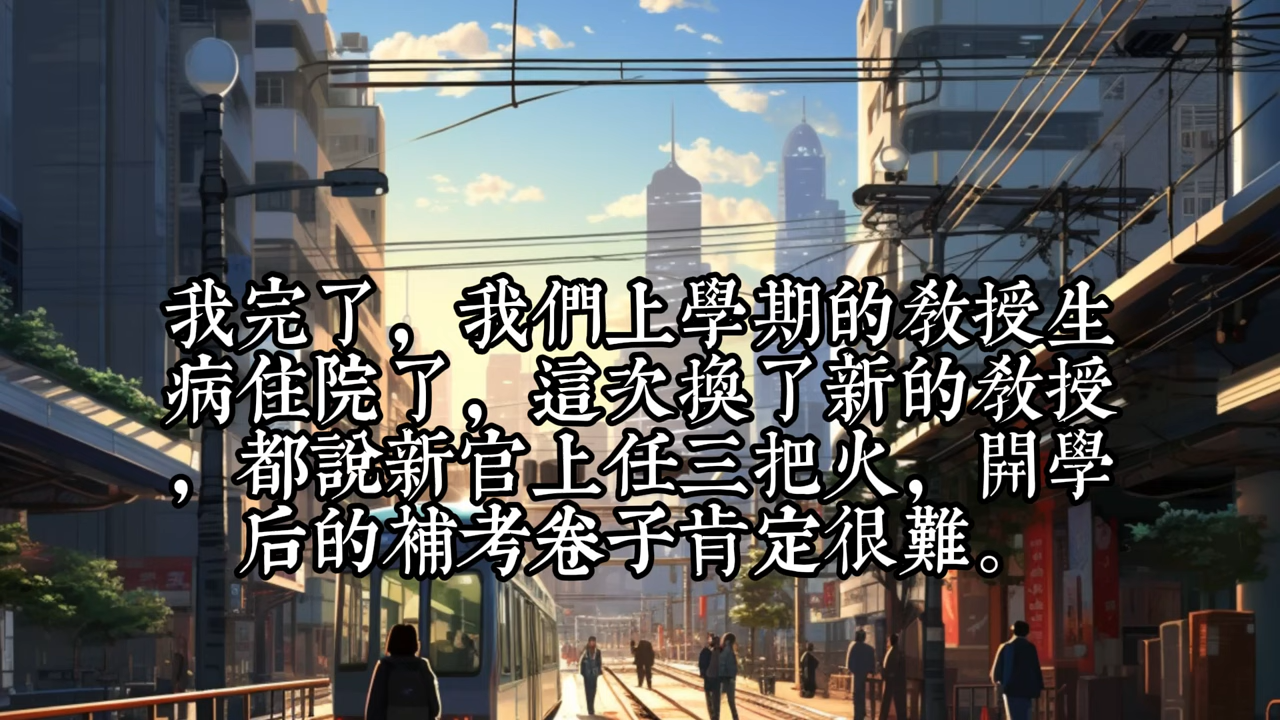 我完了，我們上學期的教授生
病住院了，這次換了新的教授
，都說新官上任三把火，開學
后的補考卷子肯定很難。